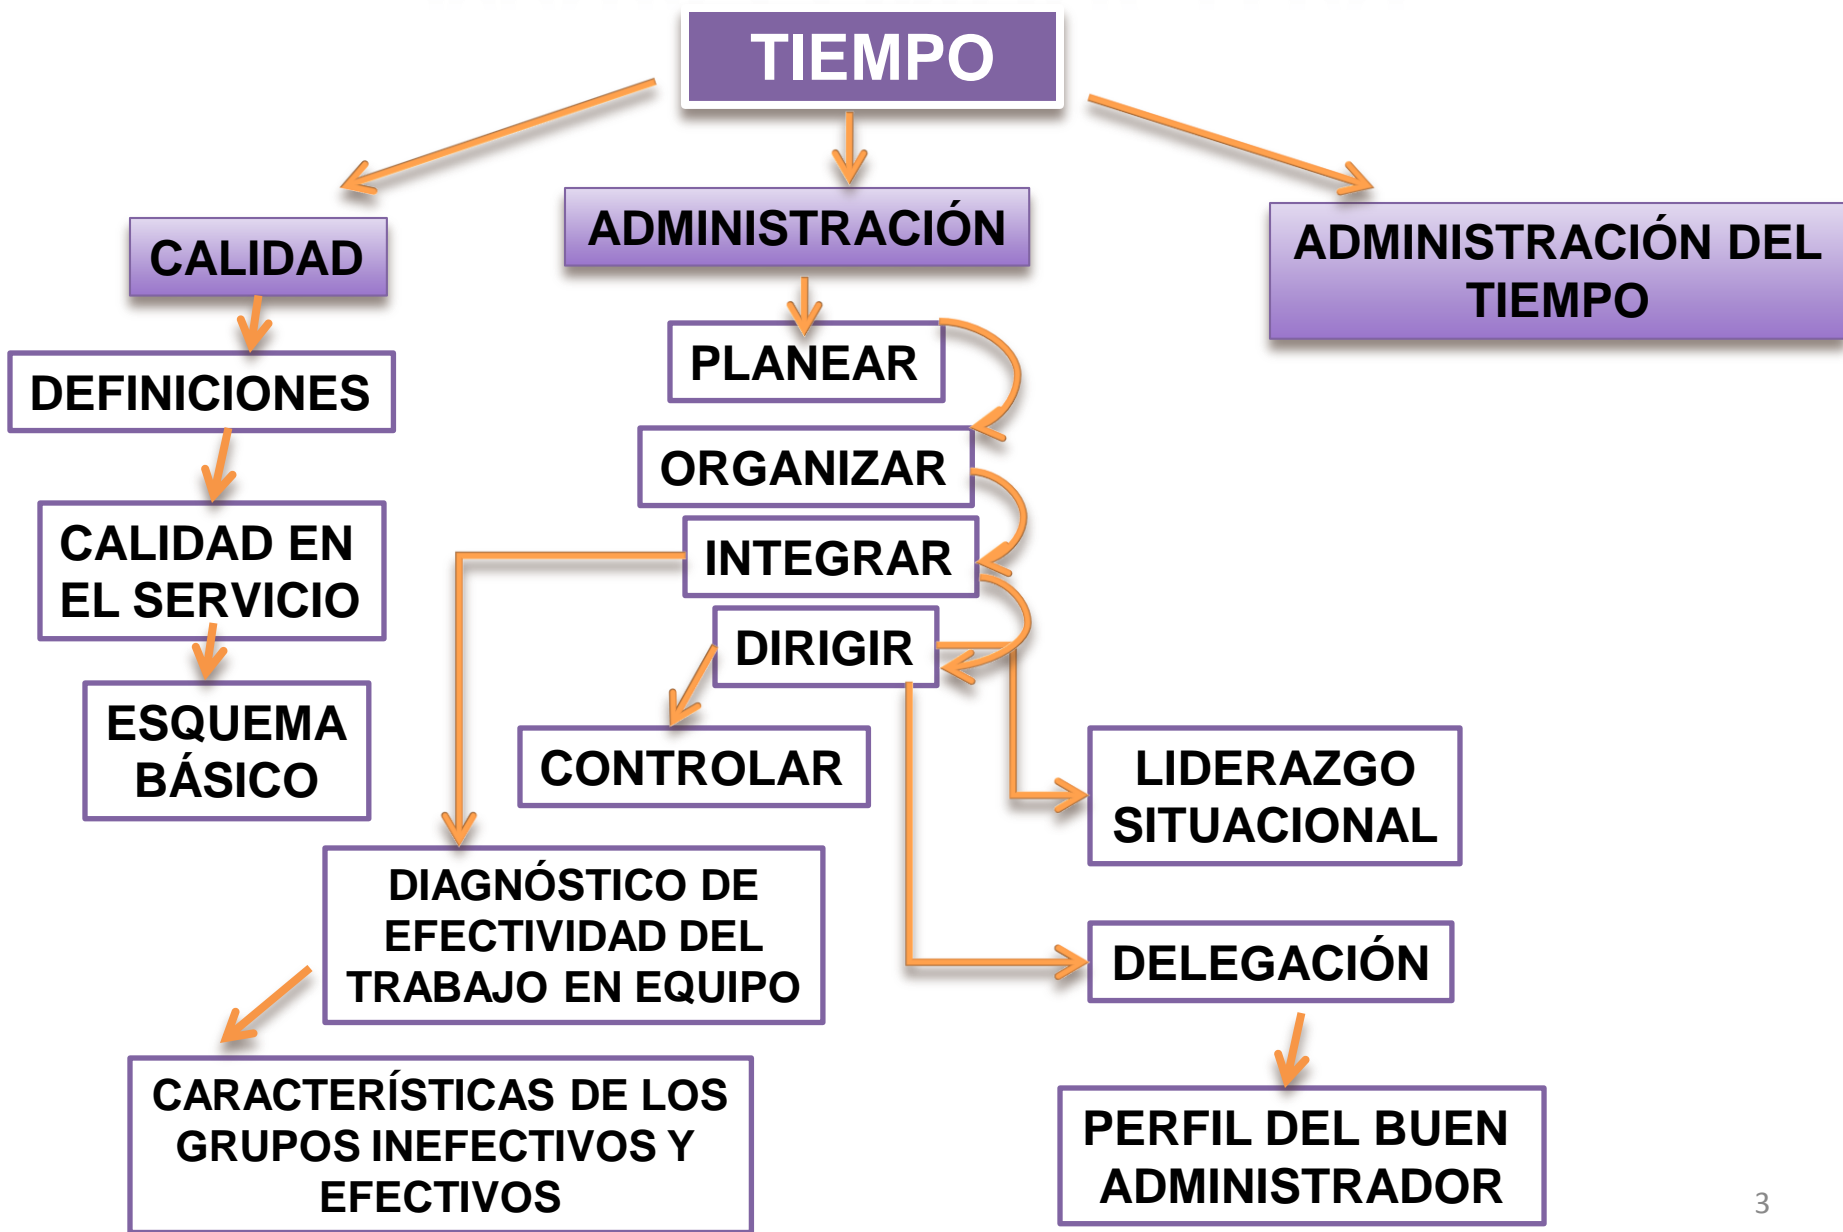 TIEMPO
CALIDAD
ADMINISTRACIÓN
ADMINISTRACIÓN DEL
TIEMPO
DEFINICIONES
CALIDAD EN
EL SERVICIO
ESQUEMA
BÁSICO
PLANEAR
ORGANIZAR
INTEGRAR
DIRIGIR
CONTROLAR
LIDERAZGO
SITUACIONAL
DIAGNÓSTICO DE
EFECTIVIDAD DEL
TRABAJO EN EQUIPO
DELEGACIÓN
CARACTERÍSTICAS DE LOS
GRUPOS INEFECTIVOS Y
EFECTIVOS
PERFIL DEL BUEN
ADMINISTRADOR
3